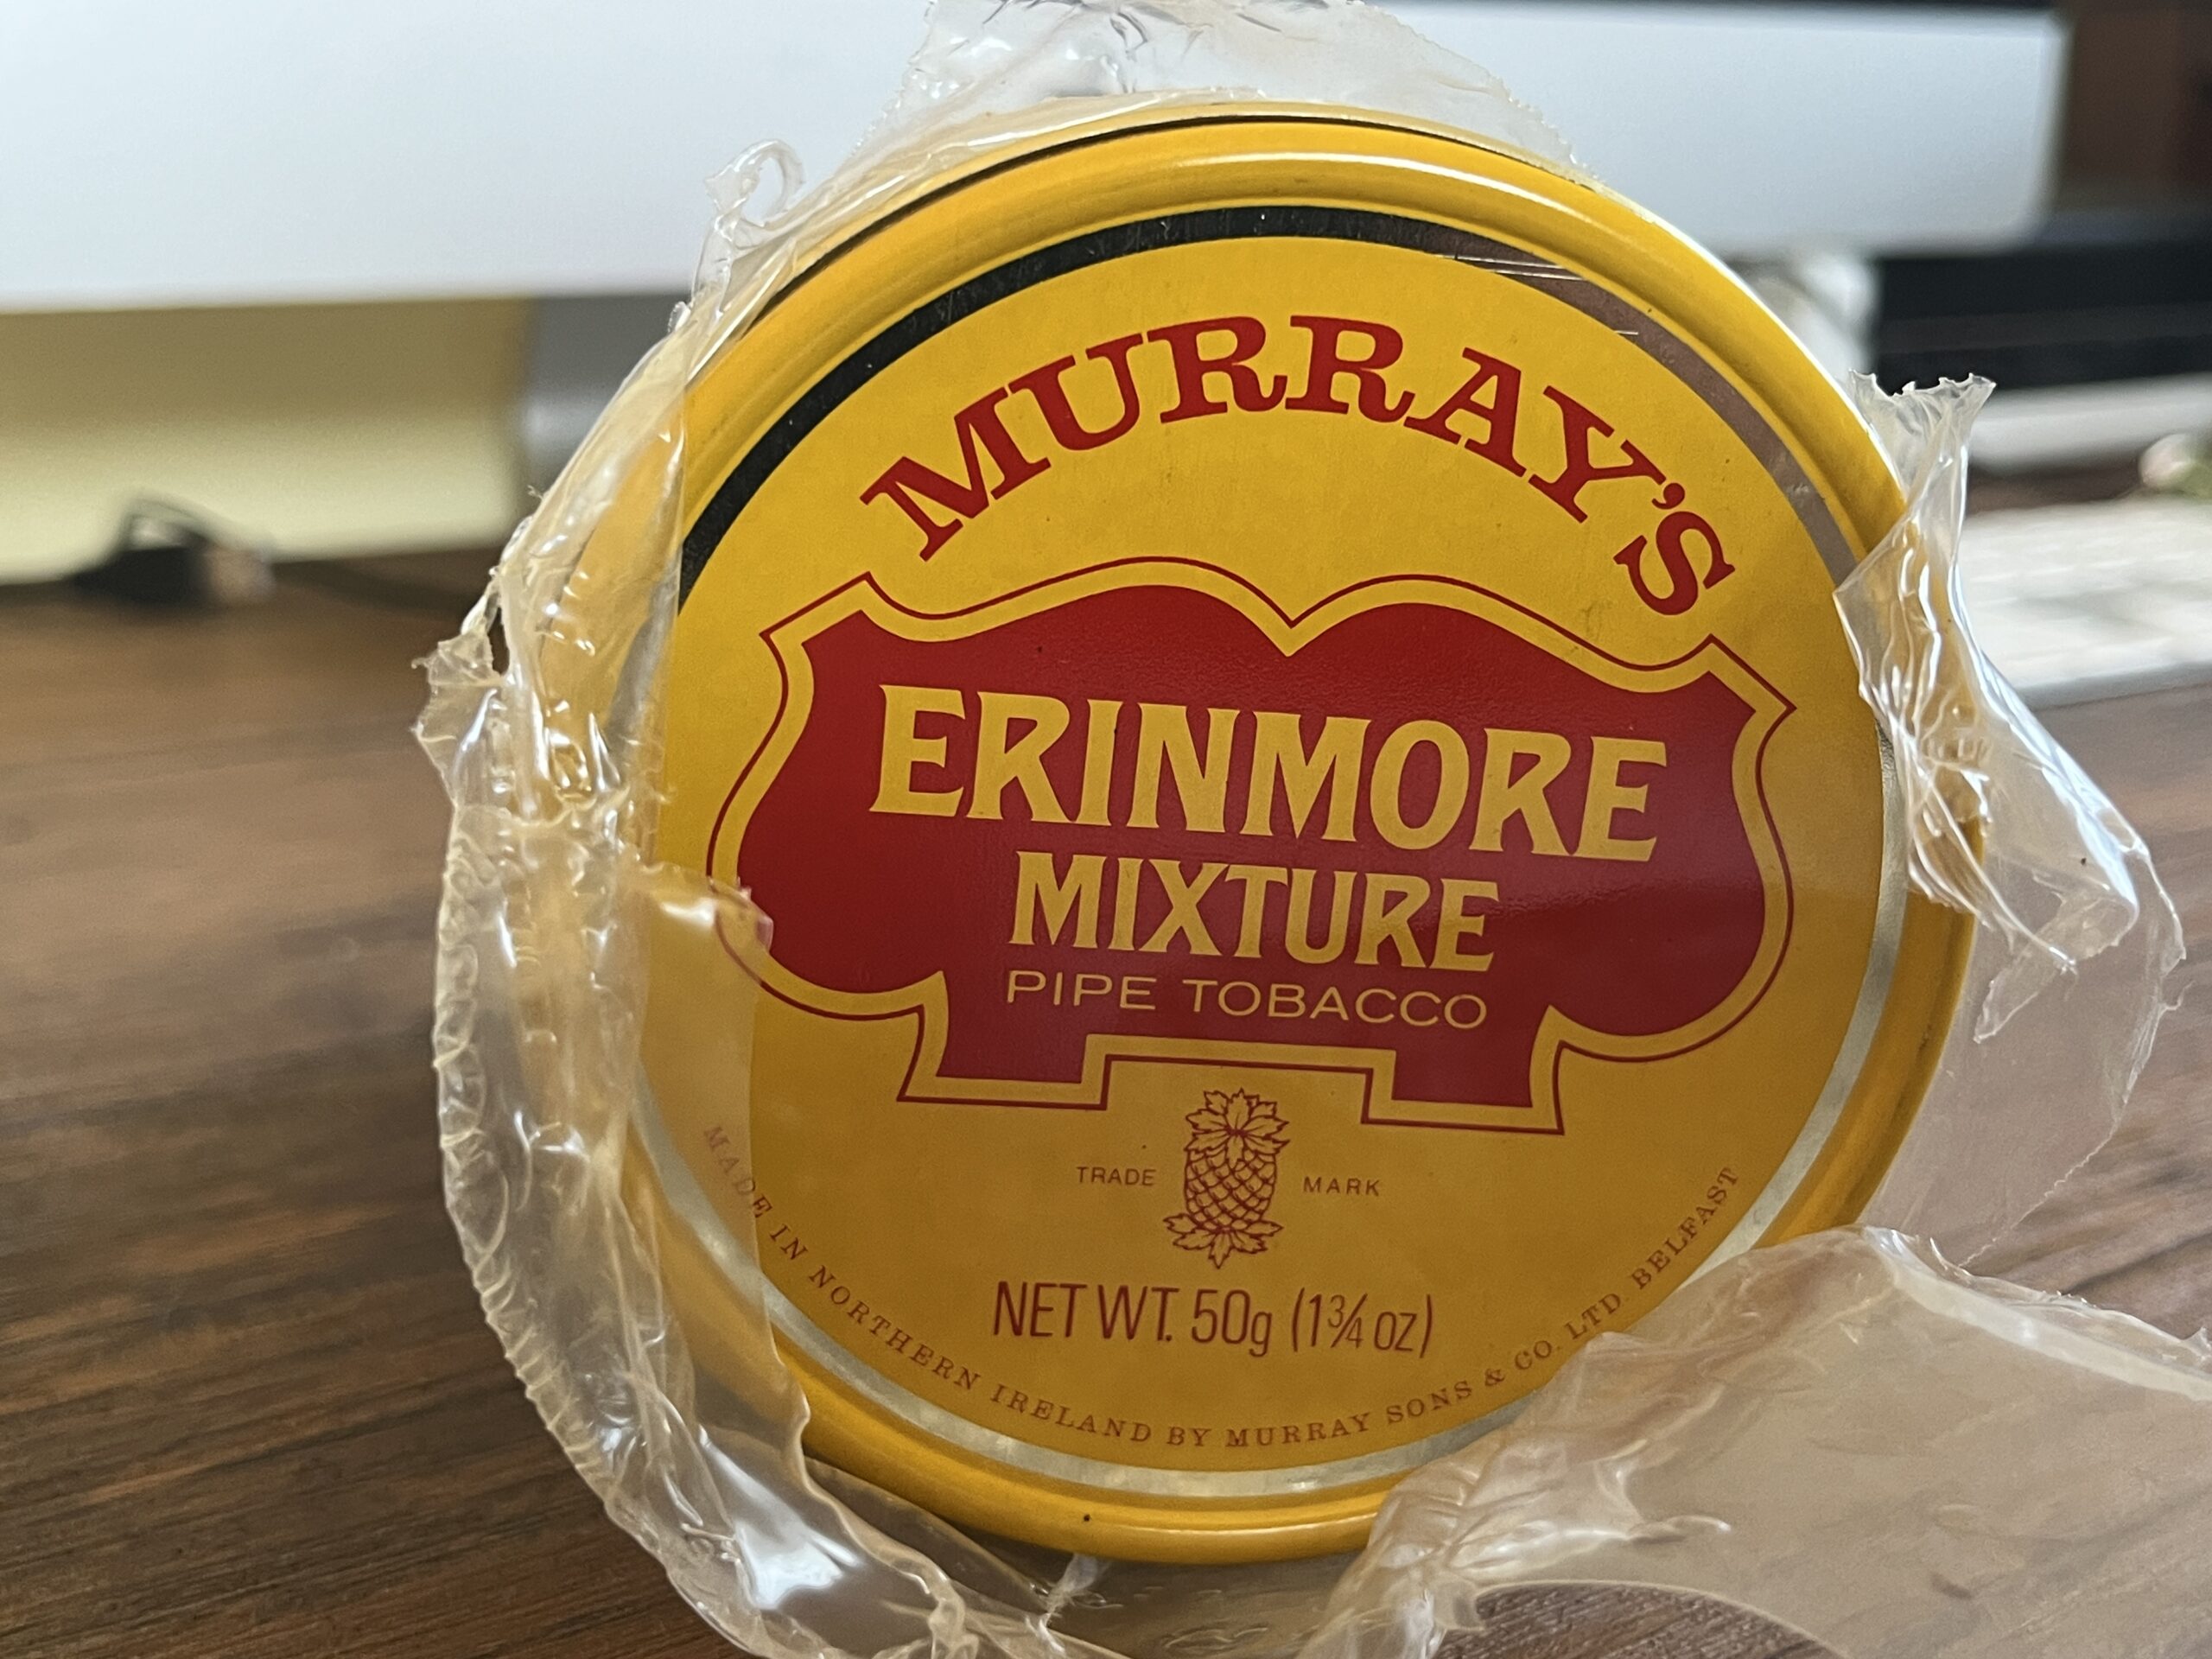 MURRAY'S
ERINMORE
MIXTURE
PIPE TOBACCO
TRADE MARK
NET WT. 50g (1¾ OZ)
MADE IN NORTHERN IRELAND BY MURRAY SONS & CO. LTD BELFAST